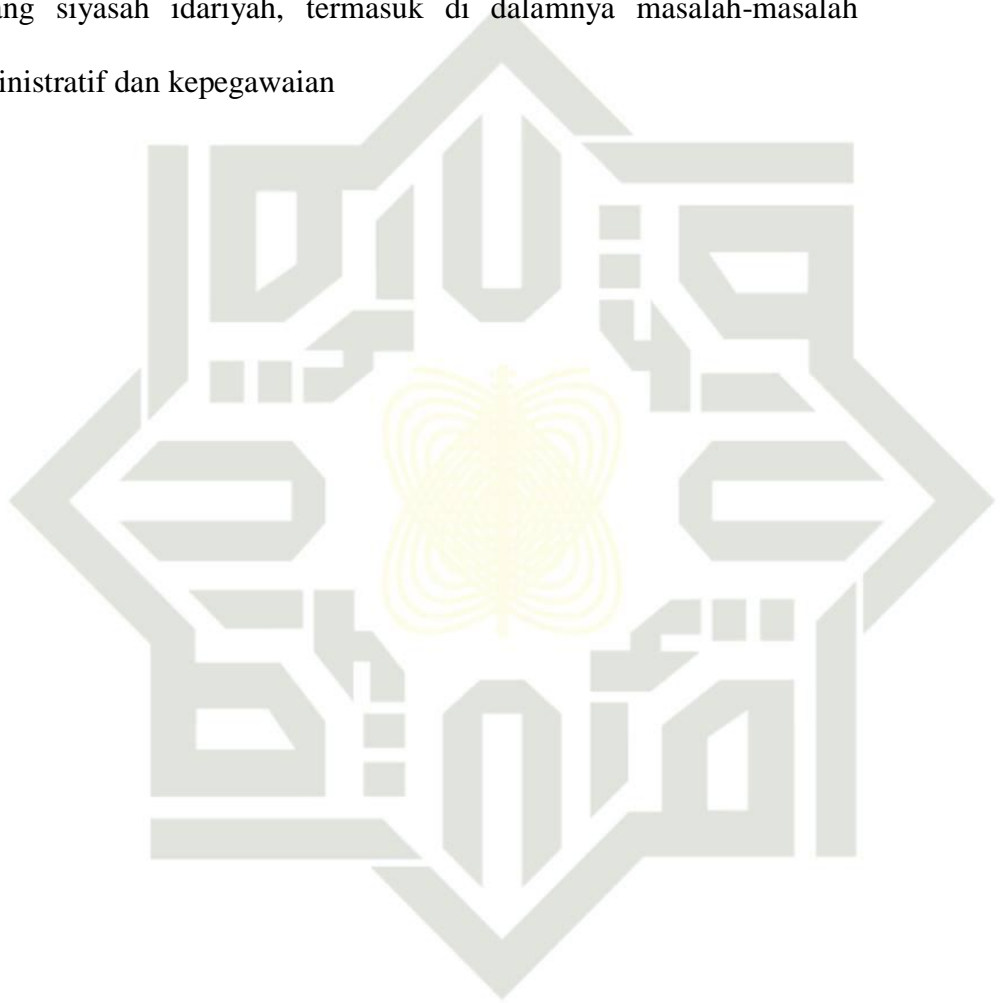 ang siyasah idariyah, termasuk di dalamnya masalah-masalah
inistratif dan kepegawaian